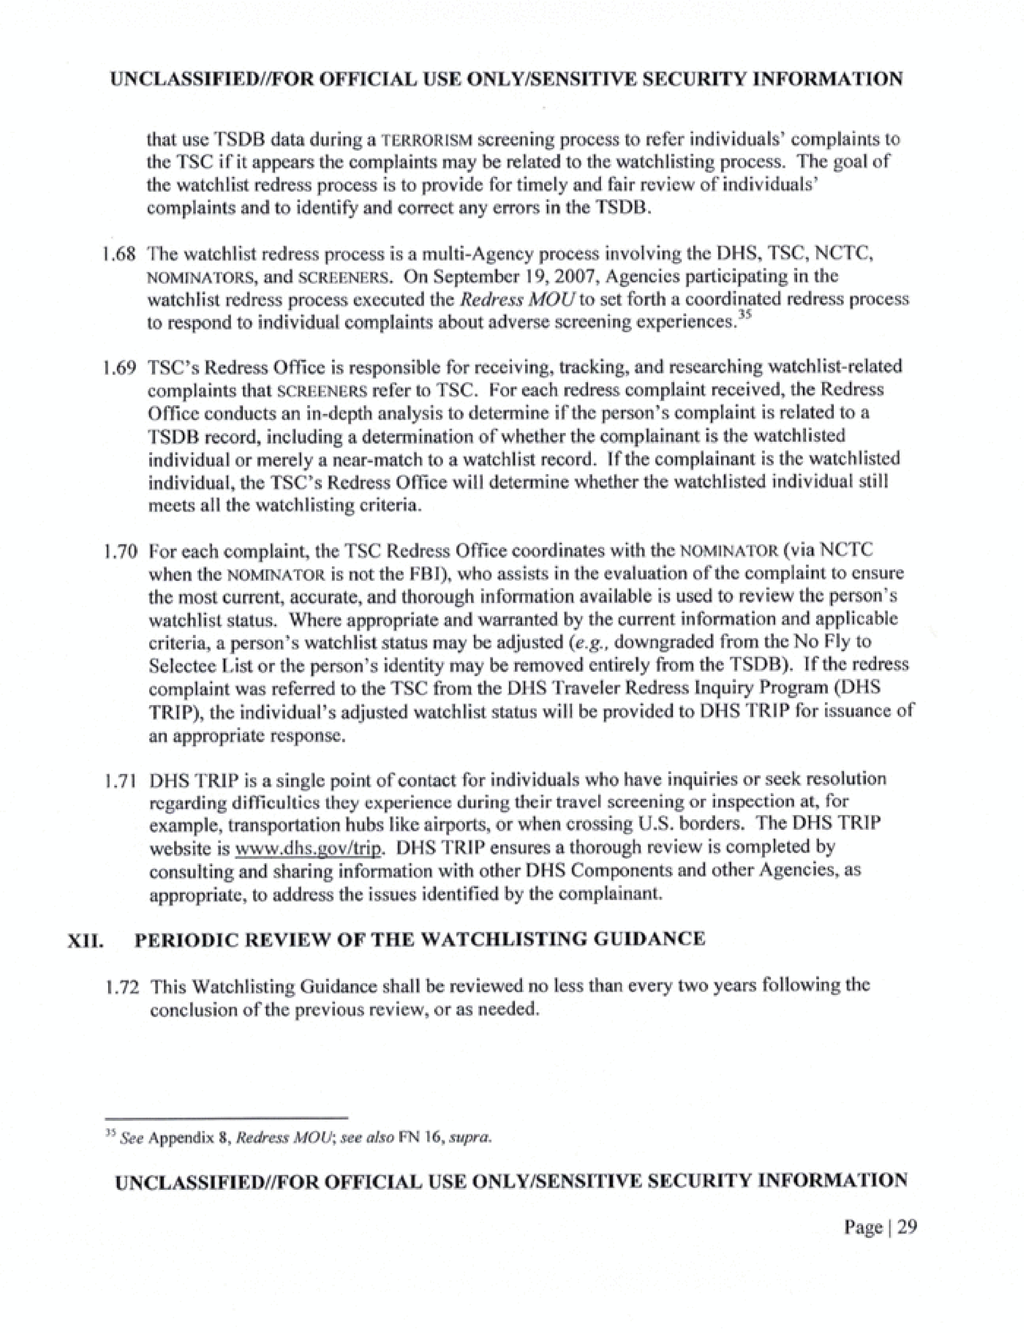 UNCLASSIFIED//FOR OFFICIAL USE ONLY/SENSITIVE SECURITY INFORMATION
that use TSDB data during a TERRORISM screening process to refer individuals' complaints to
the TSC if it appears the complaints may be related to the watchlisting process. The goal of
the watchlist redress process is to provide for timely and fair review of individuals'
complaints and to identify and correct any errors in the TSDB.
1.68 The watchlist redress process is a multi-Agency process involving the DHS, TSC, NCTC,
NOMINATORS, and SCREENERS. On September 19, 2007, Agencies participating in the
watchlist redress process executed the Redress MOU to set forth a coordinated redress process
to respond to individual complaints about adverse screening experiences.35
1.69 TSC's Redress Office is responsible for receiving, tracking, and researching watchlist-related
complaints that SCREENERS refer to TSC. For each redress complaint received, the Redress
Office conducts an in-depth analysis to determine if the person's complaint is related to a
TSDB record, including a determination of whether the complainant is the watchlisted
individual or merely a near-match to a watchlist record. If the complainant is the watchlisted
individual, the TSC's Redress Office will determine whether the watchlisted individual still
meets all the watchlisting criteria.
1.70 For each complaint, the TSC Redress Office coordinates with the NOMINATOR (via NCTC
when the NOMINATOR is not the FBI), who assists in the evaluation of the complaint to ensure
the most current, accurate, and thorough information available is used to review the person's
watchlist status. Where appropriate and warranted by the current information and applicable
criteria, a person's watchlist status may be adjusted (e.g., downgraded from the No Fly to
Selectee List or the person's identity may be removed entirely from the TSDB). If the redress
complaint was referred to the TSC from the DHS Traveler Redress Inquiry Program (DHS
TRIP), the individual's adjusted watchlist status will be provided to DHS TRIP for issuance of
an appropriate response.
1.71 DHS TRIP is a single point of contact for individuals who have inquiries or seek resolution
regarding difficulties they experience during their travel screening or inspection at, for
example, transportation hubs like airports, or when crossing U.S. borders. The DHS TRIP
website is www.dhs.gov/trip. DHS TRIP ensures a thorough review is completed by
consulting and sharing information with other DHS Components and other Agencies, as
appropriate, to address the issues identified by the complainant.
XII. PERIODIC REVIEW OF THE WATCHLISTING GUIDANCE
1.72 This Watchlisting Guidance shall be reviewed no less than every two years following the
conclusion of the previous review, or as needed.
35 See Appendix 8, Redress MOU; see also FN 16, supra.
UNCLASSIFIED//FOR OFFICIAL USE ONLY/SENSITIVE SECURITY INFORMATION
Page | 29